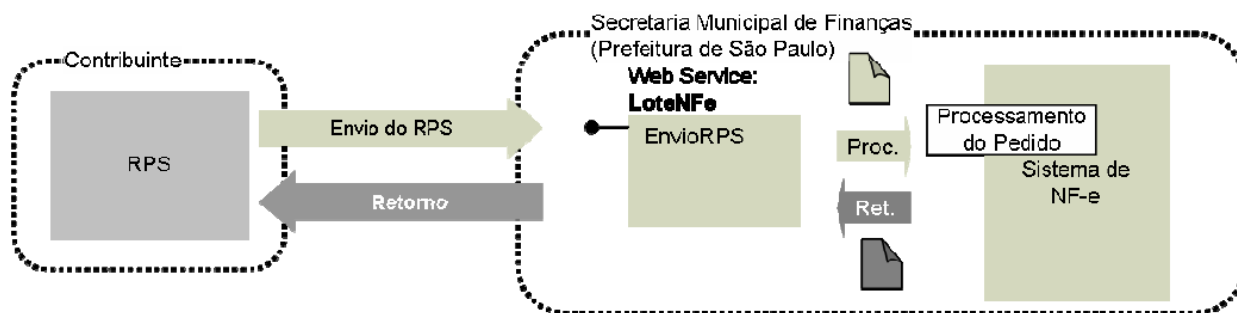 Secretaria Municipal de Finanças
(Prefeitura de São Paulo)
Contribuinte
Web Service:
LoteNFe
RPS
Envio do RPS
Retorno
EnvioRPS
Proc.
Ret.
Processamento
do Pedido
Sistema de
NF-e